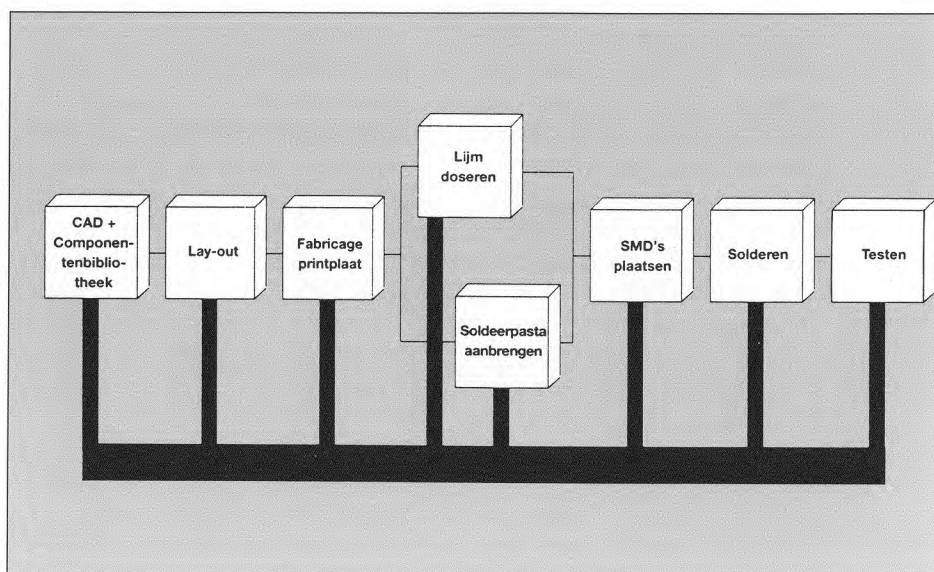 CAD +
Componen-
tenbiblio-
theek
Lay-out
Fabricage
printplaat
Lijm
doseren
Soldeerpasta
aanbrengen
SMD's
plaatsen
Solderen
Testen